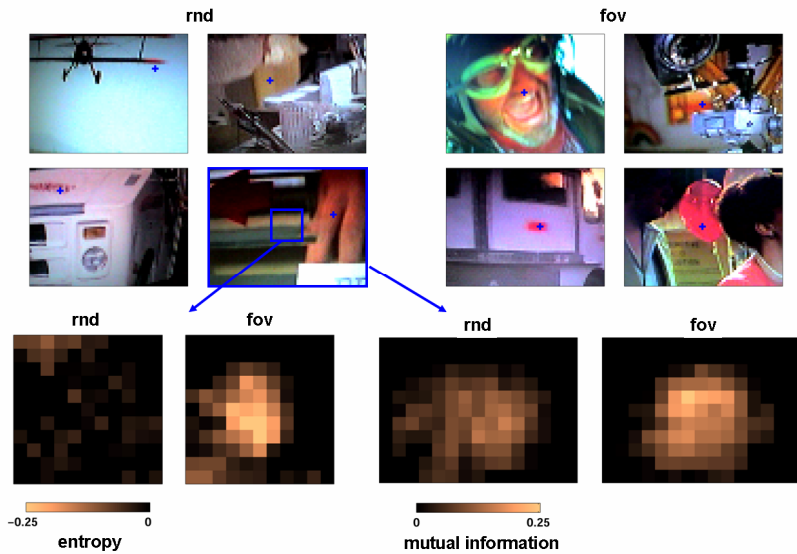 rnd
fov
rnd
fov
rnd
fov
−0.25
0
entropy
0
0.25
mutual information